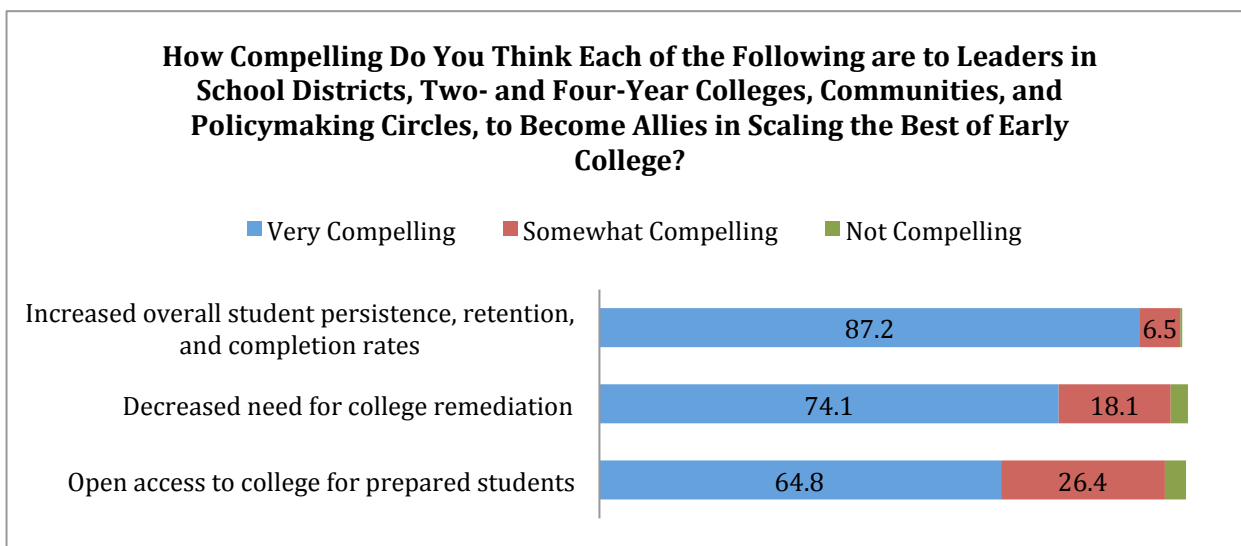 How Compelling Do You Think Each of the Following are to Leaders in
School Districts, Two- and Four-Year Colleges, Communities, and
Policymaking Circles, to Become Allies in Scaling the Best of Early
College?
Very Compelling Somewhat Compelling Not Compelling
Increased overall student persistence, retention,
and completion rates
87.2 6.5
Decreased need for college remediation 74.1 18.1
Open access to college for prepared students 64.8 26.4